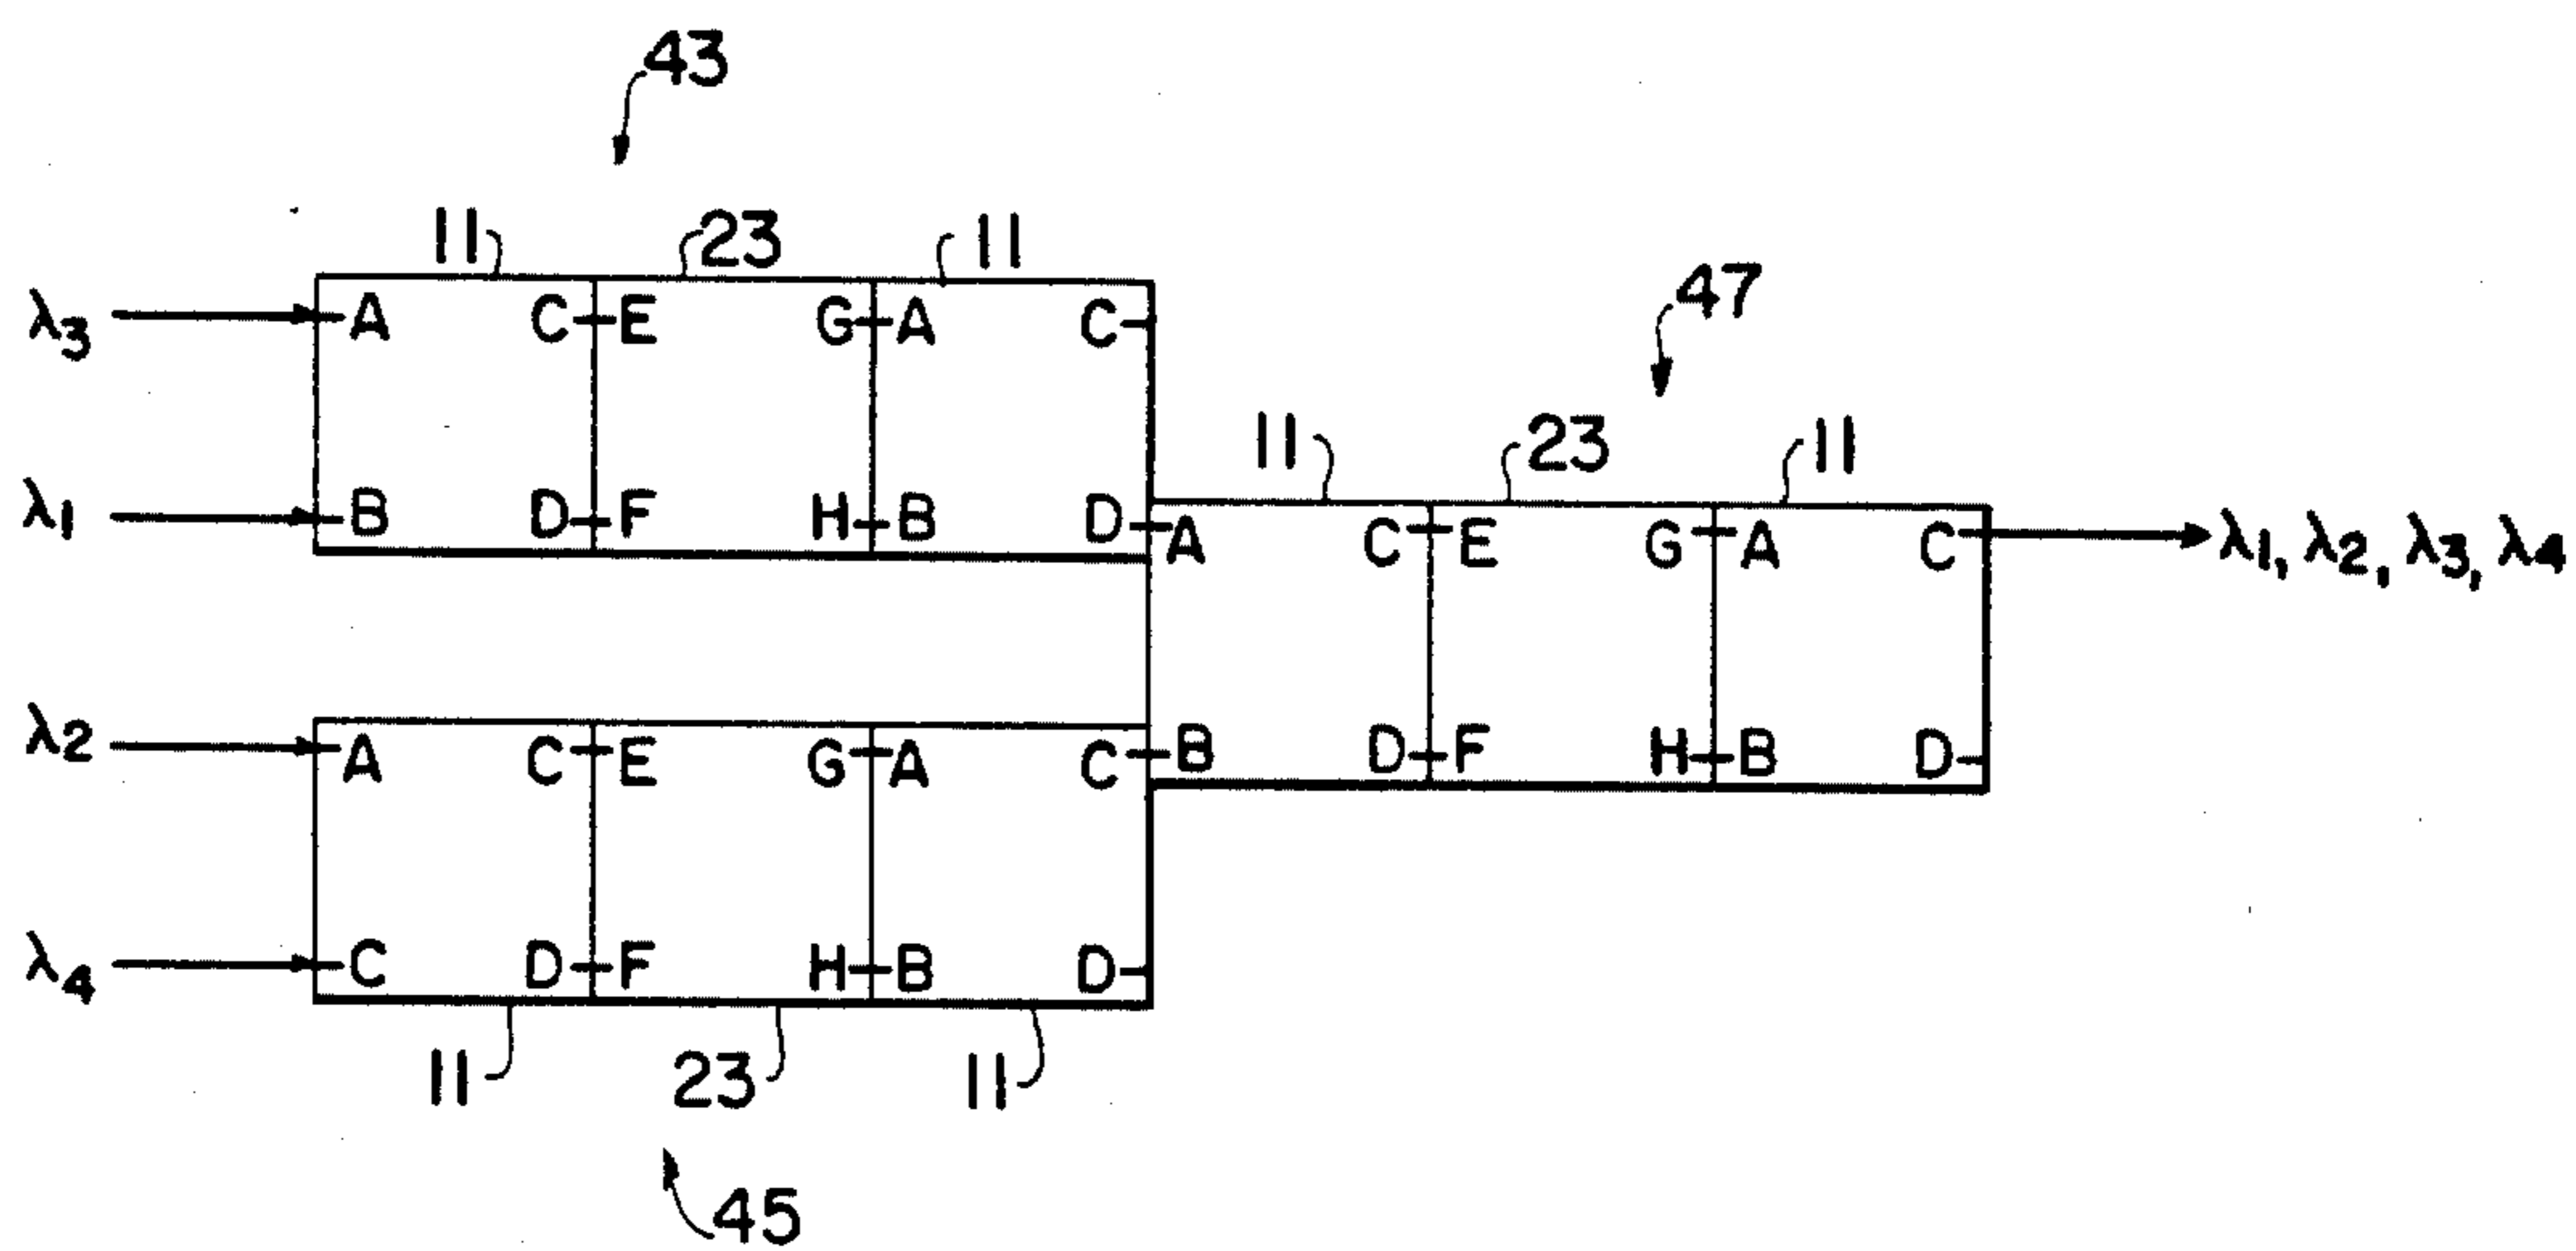 43
11 23 11
47
λ3 A C E G A C
11 23 11
λ1 B D F H B D A C E G A C λ1, λ2, λ3, λ4
λ2 A C E G A C B D F H B D
λ4 C D F H B D
11 23 11
45